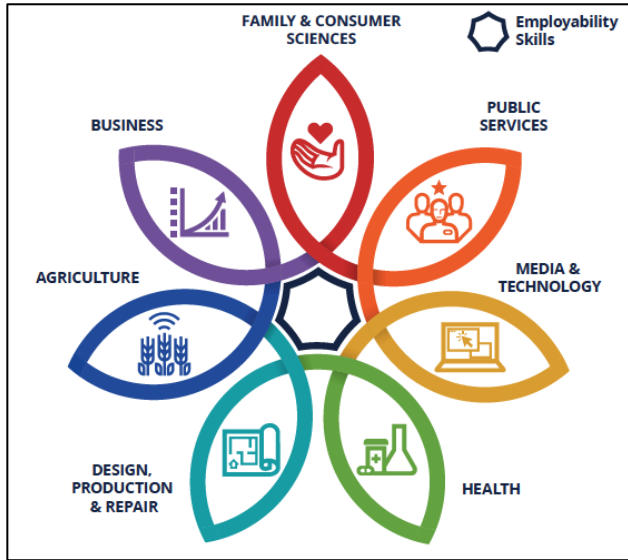 FAMILY & CONSUMER
SCIENCES
Employability
Skills
PUBLIC
SERVICES
BUSINESS
MEDIA &
TECHNOLOGY
AGRICULTURE
HEALTH
DESIGN,
PRODUCTION
& REPAIR